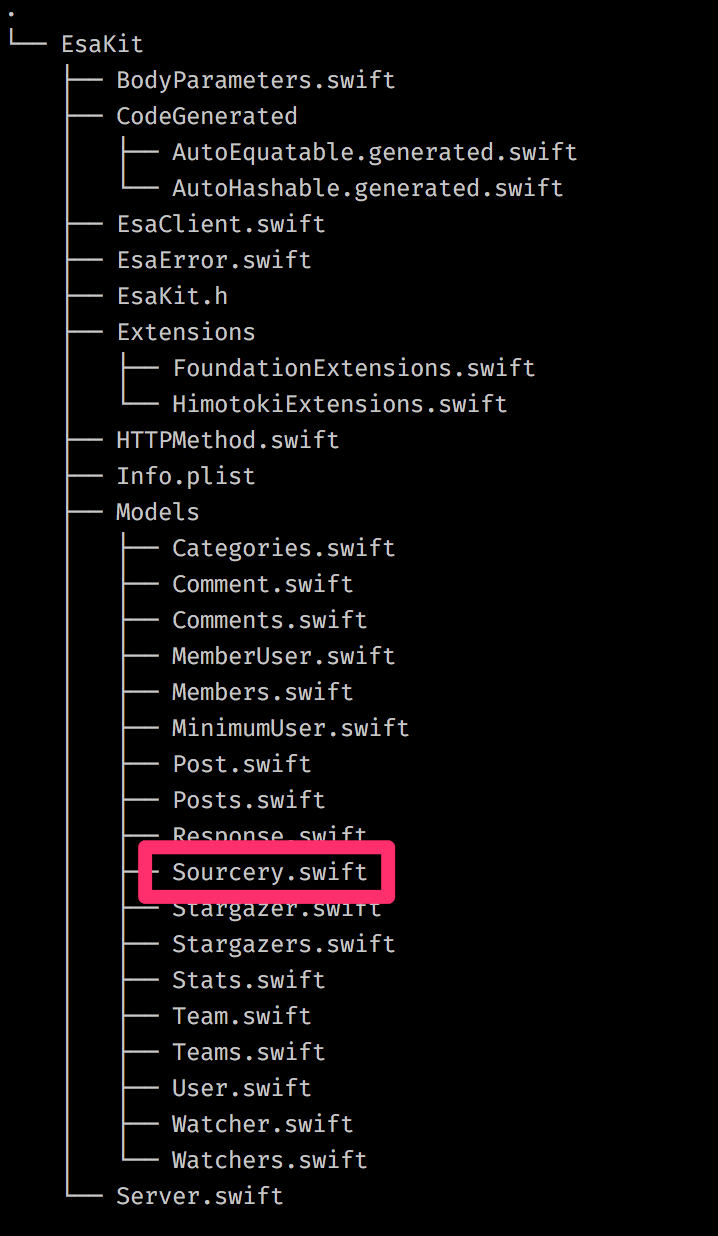 .
└── EsaKit
    ├── BodyParameters.swift
    ├── CodeGenerated
    │   ├── AutoEquatable.generated.swift
    │   └── AutoHashable.generated.swift
    ├── EsaClient.swift
    ├── EsaError.swift
    ├── EsaKit.h
    ├── Extensions
    │   ├── FoundationExtensions.swift
    │   └── HimotokiExtensions.swift
    ├── HTTPMethod.swift
    ├── Info.plist
    ├── Models
    │   ├── Categories.swift
    │   ├── Comment.swift
    │   ├── Comments.swift
    │   ├── MemberUser.swift
    │   ├── Members.swift
    │   ├── MinimumUser.swift
    │   ├── Post.swift
    │   ├── Posts.swift
    │   ├── Response.swift
    │   ├── Sourcery.swift
    │   ├── Stargazer.swift
    │   ├── Stargazers.swift
    │   ├── Stats.swift
    │   ├── Team.swift
    │   ├── Teams.swift
    │   ├── User.swift
    │   ├── Watcher.swift
    │   └── Watchers.swift
    └── Server.swift